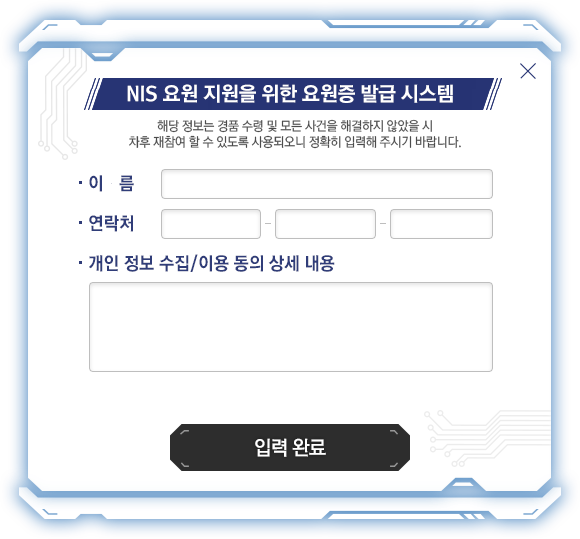 NIS 요원 지원을 위한 요원증 발급 시스템
해당 정보는 경품 수령 및 모든 사건을 해결하지 않았을 시
차후 재참여 할 수 있도록 사용되오니 정확히 입력해 주시기 바랍니다.
· 이 름
· 연락처 - -
· 개인 정보 수집/이용 동의 상세 내용
입력 완료